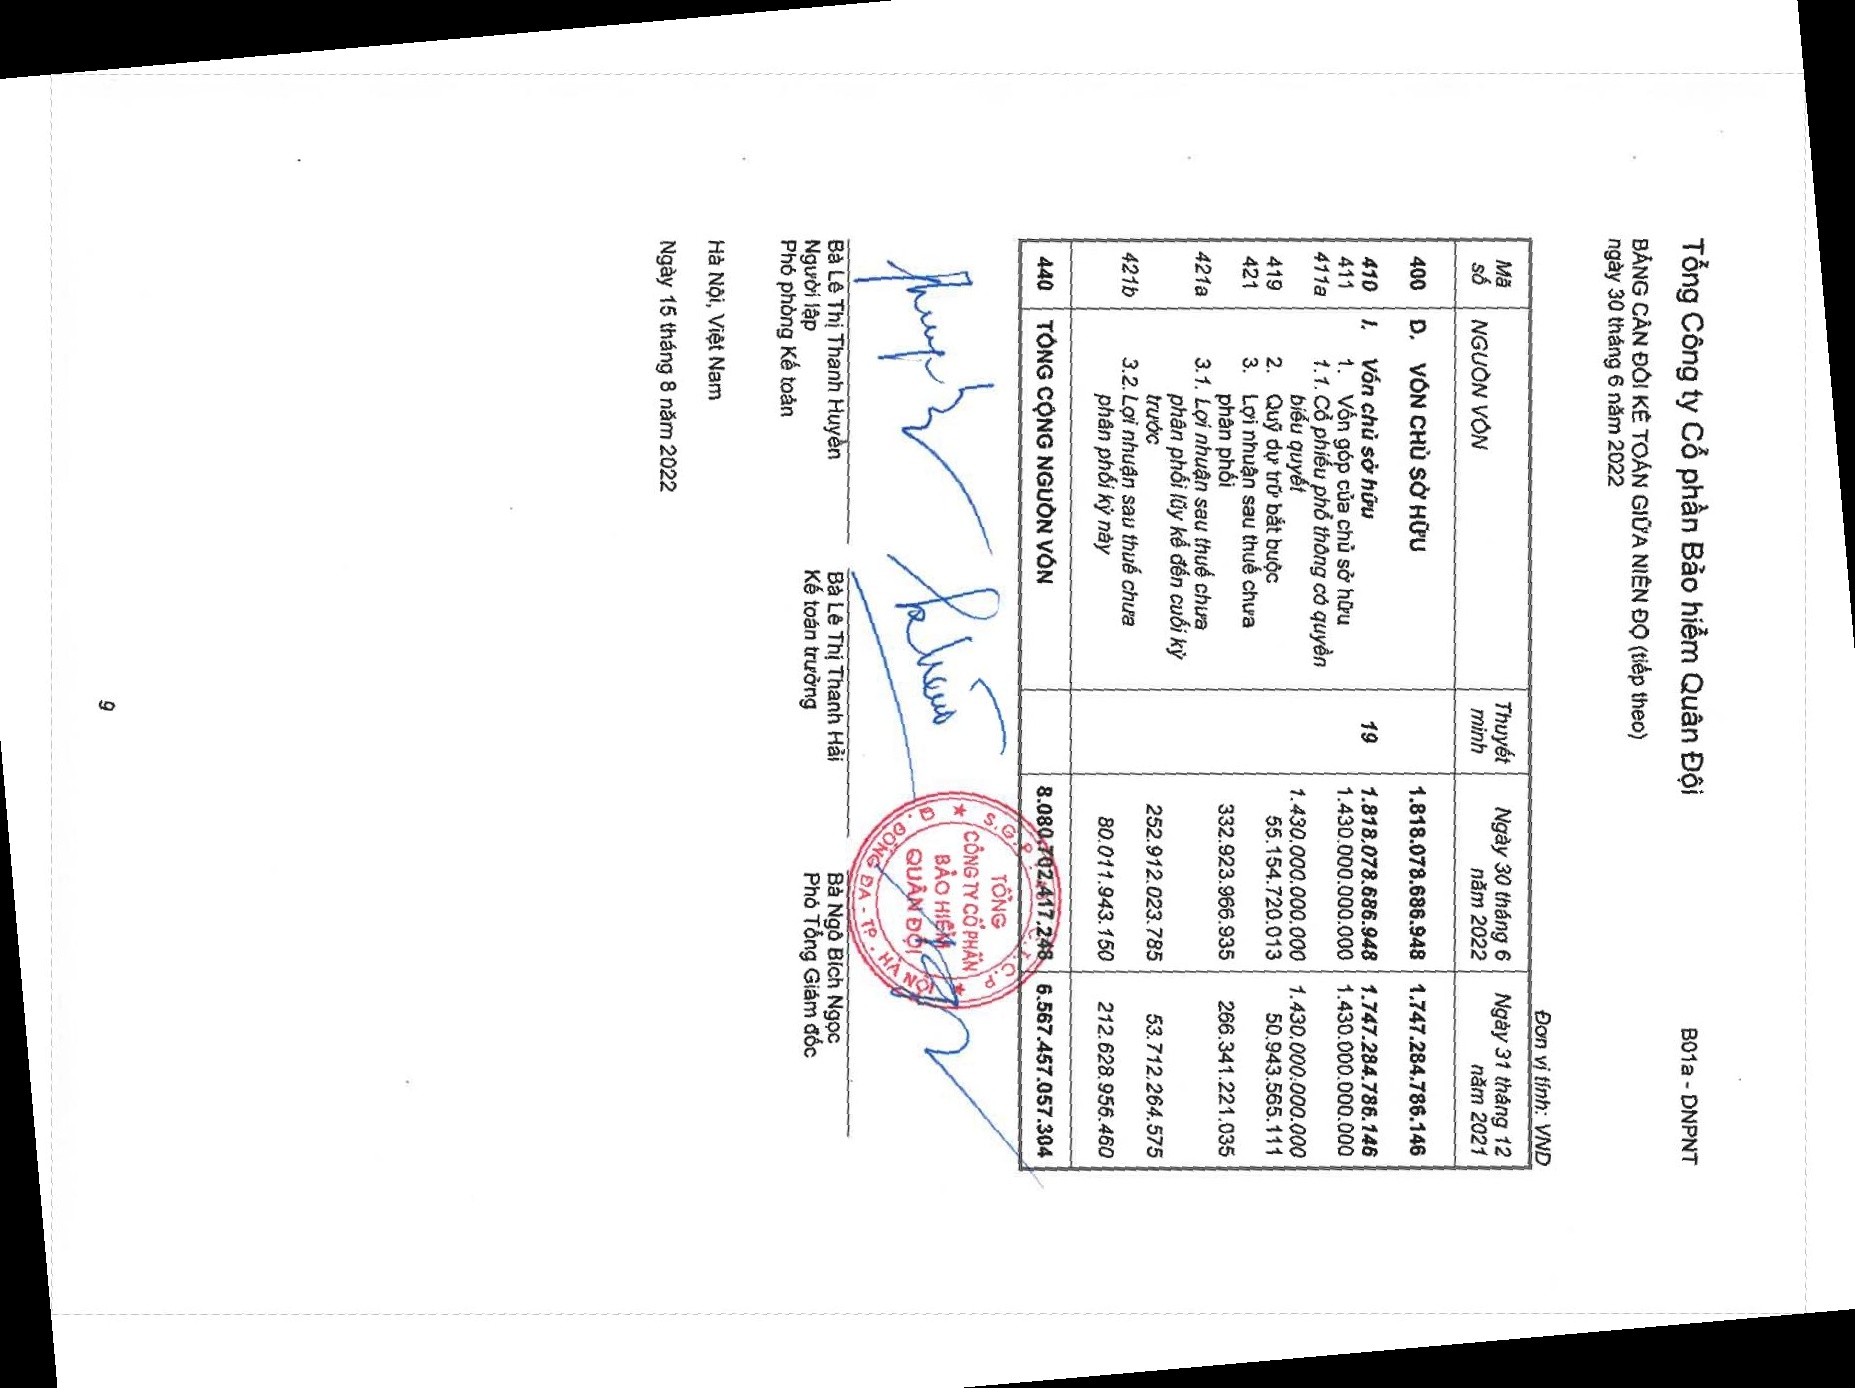 Tổng Công ty Cổ phần Bảo hiểm Quân Đội B01a - DNPNT
BẢNG CÂN ĐỐI KẾ TOÁN GIỮA NIÊN ĐỘ (tiếp theo)
ngày 30 tháng 6 năm 2022
Đơn vị tính: VND
Mã số NGUỒN VỐN Thuyết minh Ngày 30 tháng 6 năm 2022 Ngày 31 tháng 12 năm 2021
400 D. VỐN CHỦ SỞ HỮU 1.818.078.686.948 1.747.284.786.146
410 I. Vốn chủ sở hữu 19 1.818.078.686.948 1.747.284.786.146
411 1. Vốn góp của chủ sở hữu 1.430.000.000.000 1.430.000.000.000
411a 1.1. Cổ phiếu phổ thông có quyền
biểu quyết 1.430.000.000.000 1.430.000.000.000
419 2. Quỹ dự trữ bắt buộc 55.154.720.013 50.943.565.111
421 3. Lợi nhuận sau thuế chưa
phân phối 332.923.966.935 266.341.221.035
421a 3.1. Lợi nhuận sau thuế chưa
phân phối lũy kế đến cuối kỳ
trước 252.912.023.785 53.712.264.575
421b 3.2. Lợi nhuận sau thuế chưa
phân phối kỳ này 80.011.943.150 212.628.956.460
440 TỔNG CỘNG NGUỒN VỐN 8.080.702.417.248 6.567.457.057.304
TỔNG
CÔNG TY CỔ PHẦN
BẢO HIỂM
QUÂN ĐỘI
Q. ĐỐNG ĐA - TP. HÀ NỘI
Bà Lê Thị Thanh Huyền Bà Lê Thị Thanh Hải Bà Ngô Bích Ngọc
Người lập Kế toán trưởng Phó Tổng Giám đốc
Phó phòng Kế toán
Hà Nội, Việt Nam
Ngày 15 tháng 8 năm 2022
9